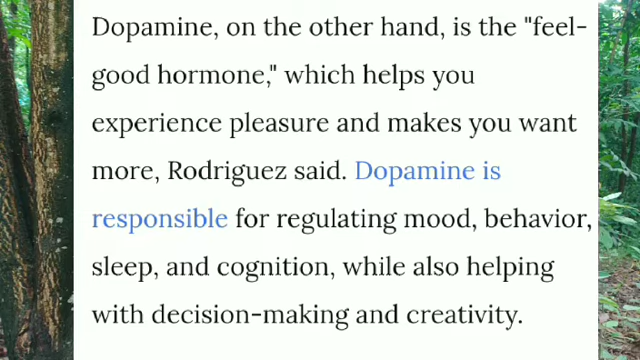 Dopamine, on the other hand, is the "feel-
good hormone," which helps you
experience pleasure and makes you want
more, Rodriguez said. Dopamine is
responsible for regulating mood, behavior,
sleep, and cognition, while also helping
with decision-making and creativity.